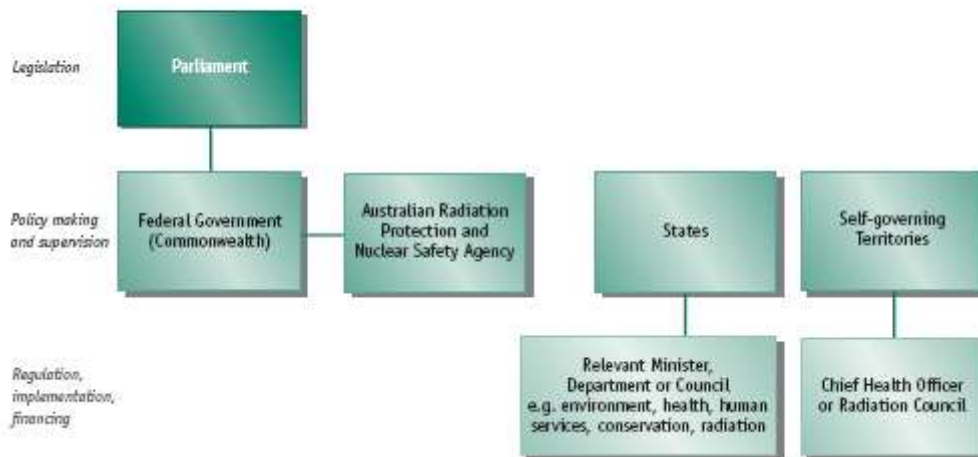 Legislation
Parliament
Policy making
and supervision
Federal Government
(Commonwealth)
Australian Radiation
Protection and
Nuclear Safety Agency
States
Self-governing
Territories
Regulation,
implementation,
financing
Relevant Minister,
Department or Council
e.g. environment, health, human
services, conservation, radiation
Chief Health Officer
or Radiation Council